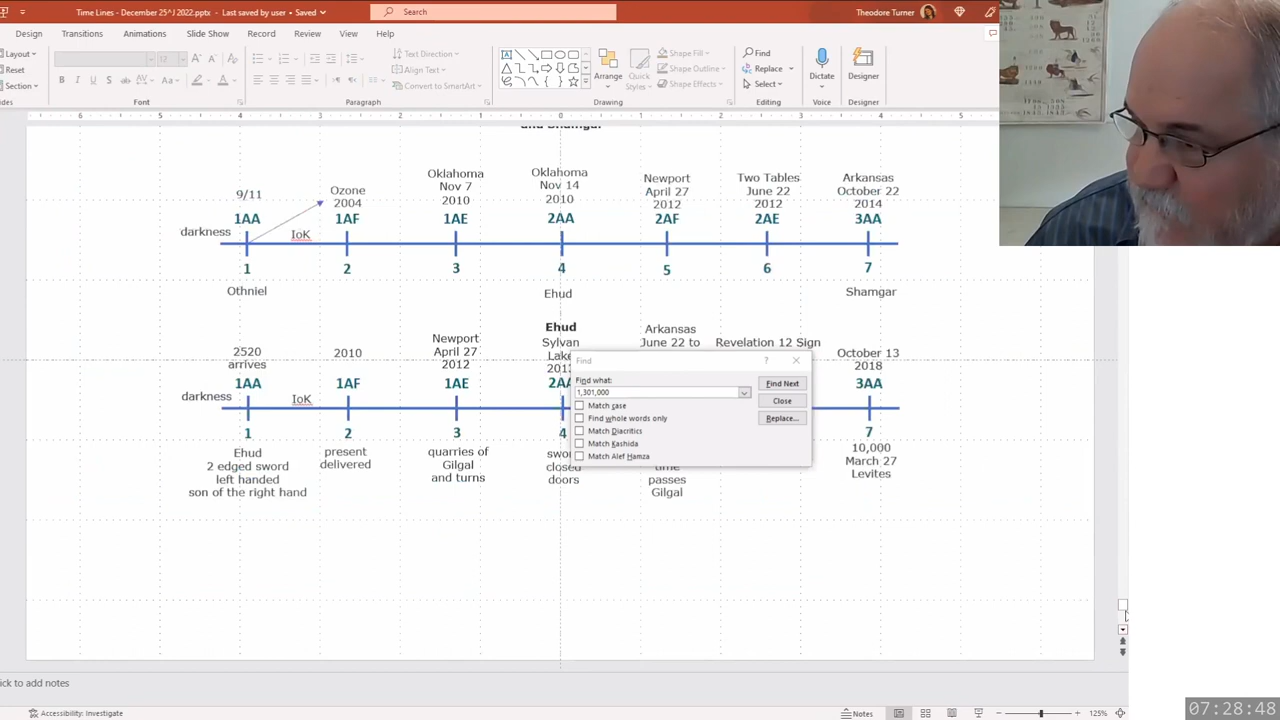 Time Lines - December 25^J 2022.pptx • Last saved by user • Saved
Search
Theodore Turner
Design
Transitions
Animations
Slide Show
Record
Review
View
Help
Layout
Reset
Section
Font
Text Direction
Align Text
Convert to SmartArt
Paragraph
Arrange
Quick
Styles
Shape Fill
Shape Outline
Shape Effects
Drawing
Find
Replace
Select
Editing
Dictate
Voice
Designer
Designer
and Shamgar
9/11
Ozone
2004
Oklahoma
Nov 7
2010
Oklahoma
Nov 14
2010
Newport
April 27
2012
Two Tables
June 22
2012
Arkansas
October 22
2014
1AA
1AF
1AE
2AA
2AF
2AE
3AA
darkness
IoK
1
2
3
4
5
6
7
Othniel
Ehud
Shamgar
2520
arrives
2010
Newport
April 27
2012
Ehud
Sylvan
Lake
Arkansas
June 22 to
Revelation 12 Sign
October 13
2018
1AA
1AF
1AE
3AA
darkness
IoK
1
2
3
4
7
Ehud
2 edged sword
left handed
son of the right hand
present
delivered
quarries of
Gilgal
and turns
closed
doors
time
passes
Gilgal
10,000
March 27
Levites
Find
? ×
Find what:
1,301,000
Match case
Find whole words only
Match Diacritics
Match Kashida
Match Alef Hamza
Find Next
Close
Replace...
ck to add notes
Accessibility: Investigate
Notes
125%
07:28:48